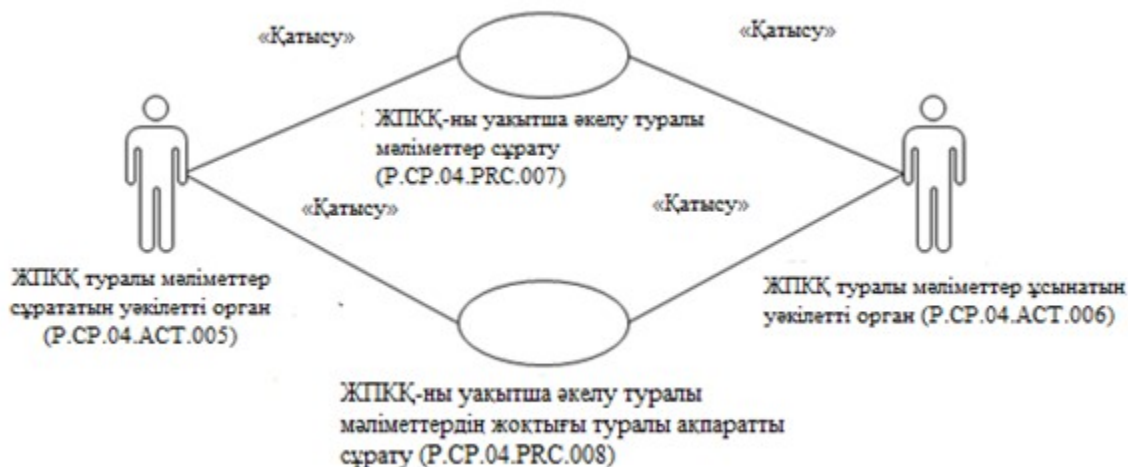 «Қатысу»
«Қатысу»
ЖПКҚ-ны уақытша әкелу туралы
мәліметтер сұрату
(P.CP.04.PRC.007)
«Қатысу»
«Қатысу»
ЖПКҚ туралы мәліметтер
сұрататын уәкілетті орган
(P.CP.04.ACT.005)
ЖПКҚ туралы мәліметтер ұсынатын
уәкілетті орган (P.CP.04.ACT.006)
ЖПКҚ-ны уақытша әкелу туралы
мәліметтердің жоқтығы туралы ақпаратты
сұрату (P.CP.04.PRC.008)